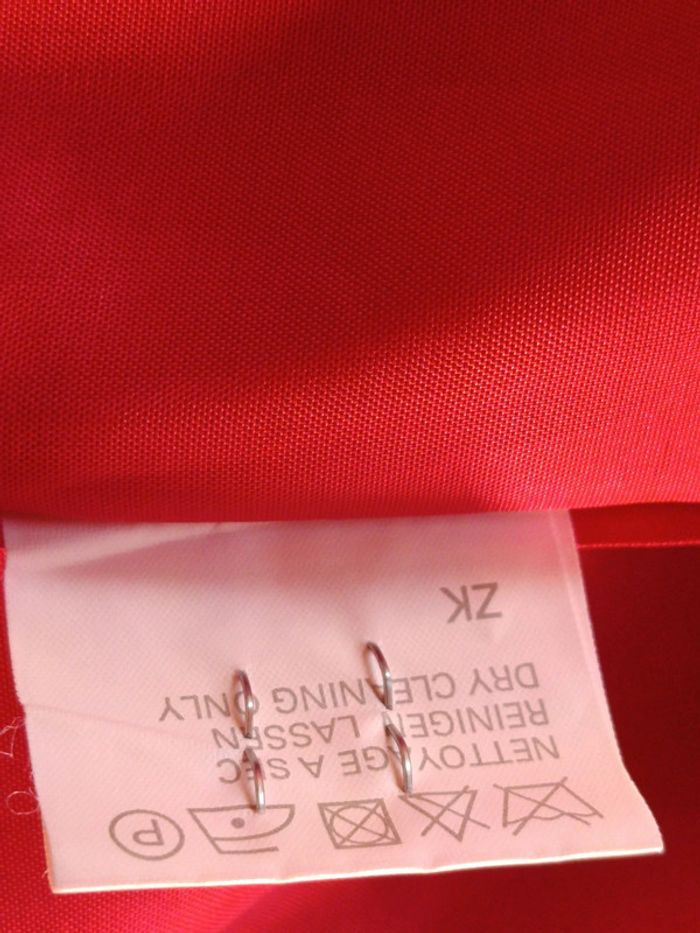 P
NETTOYAGE A SEC
REINIGEN LASSEN
DRY CLEANING ONLY
ZK